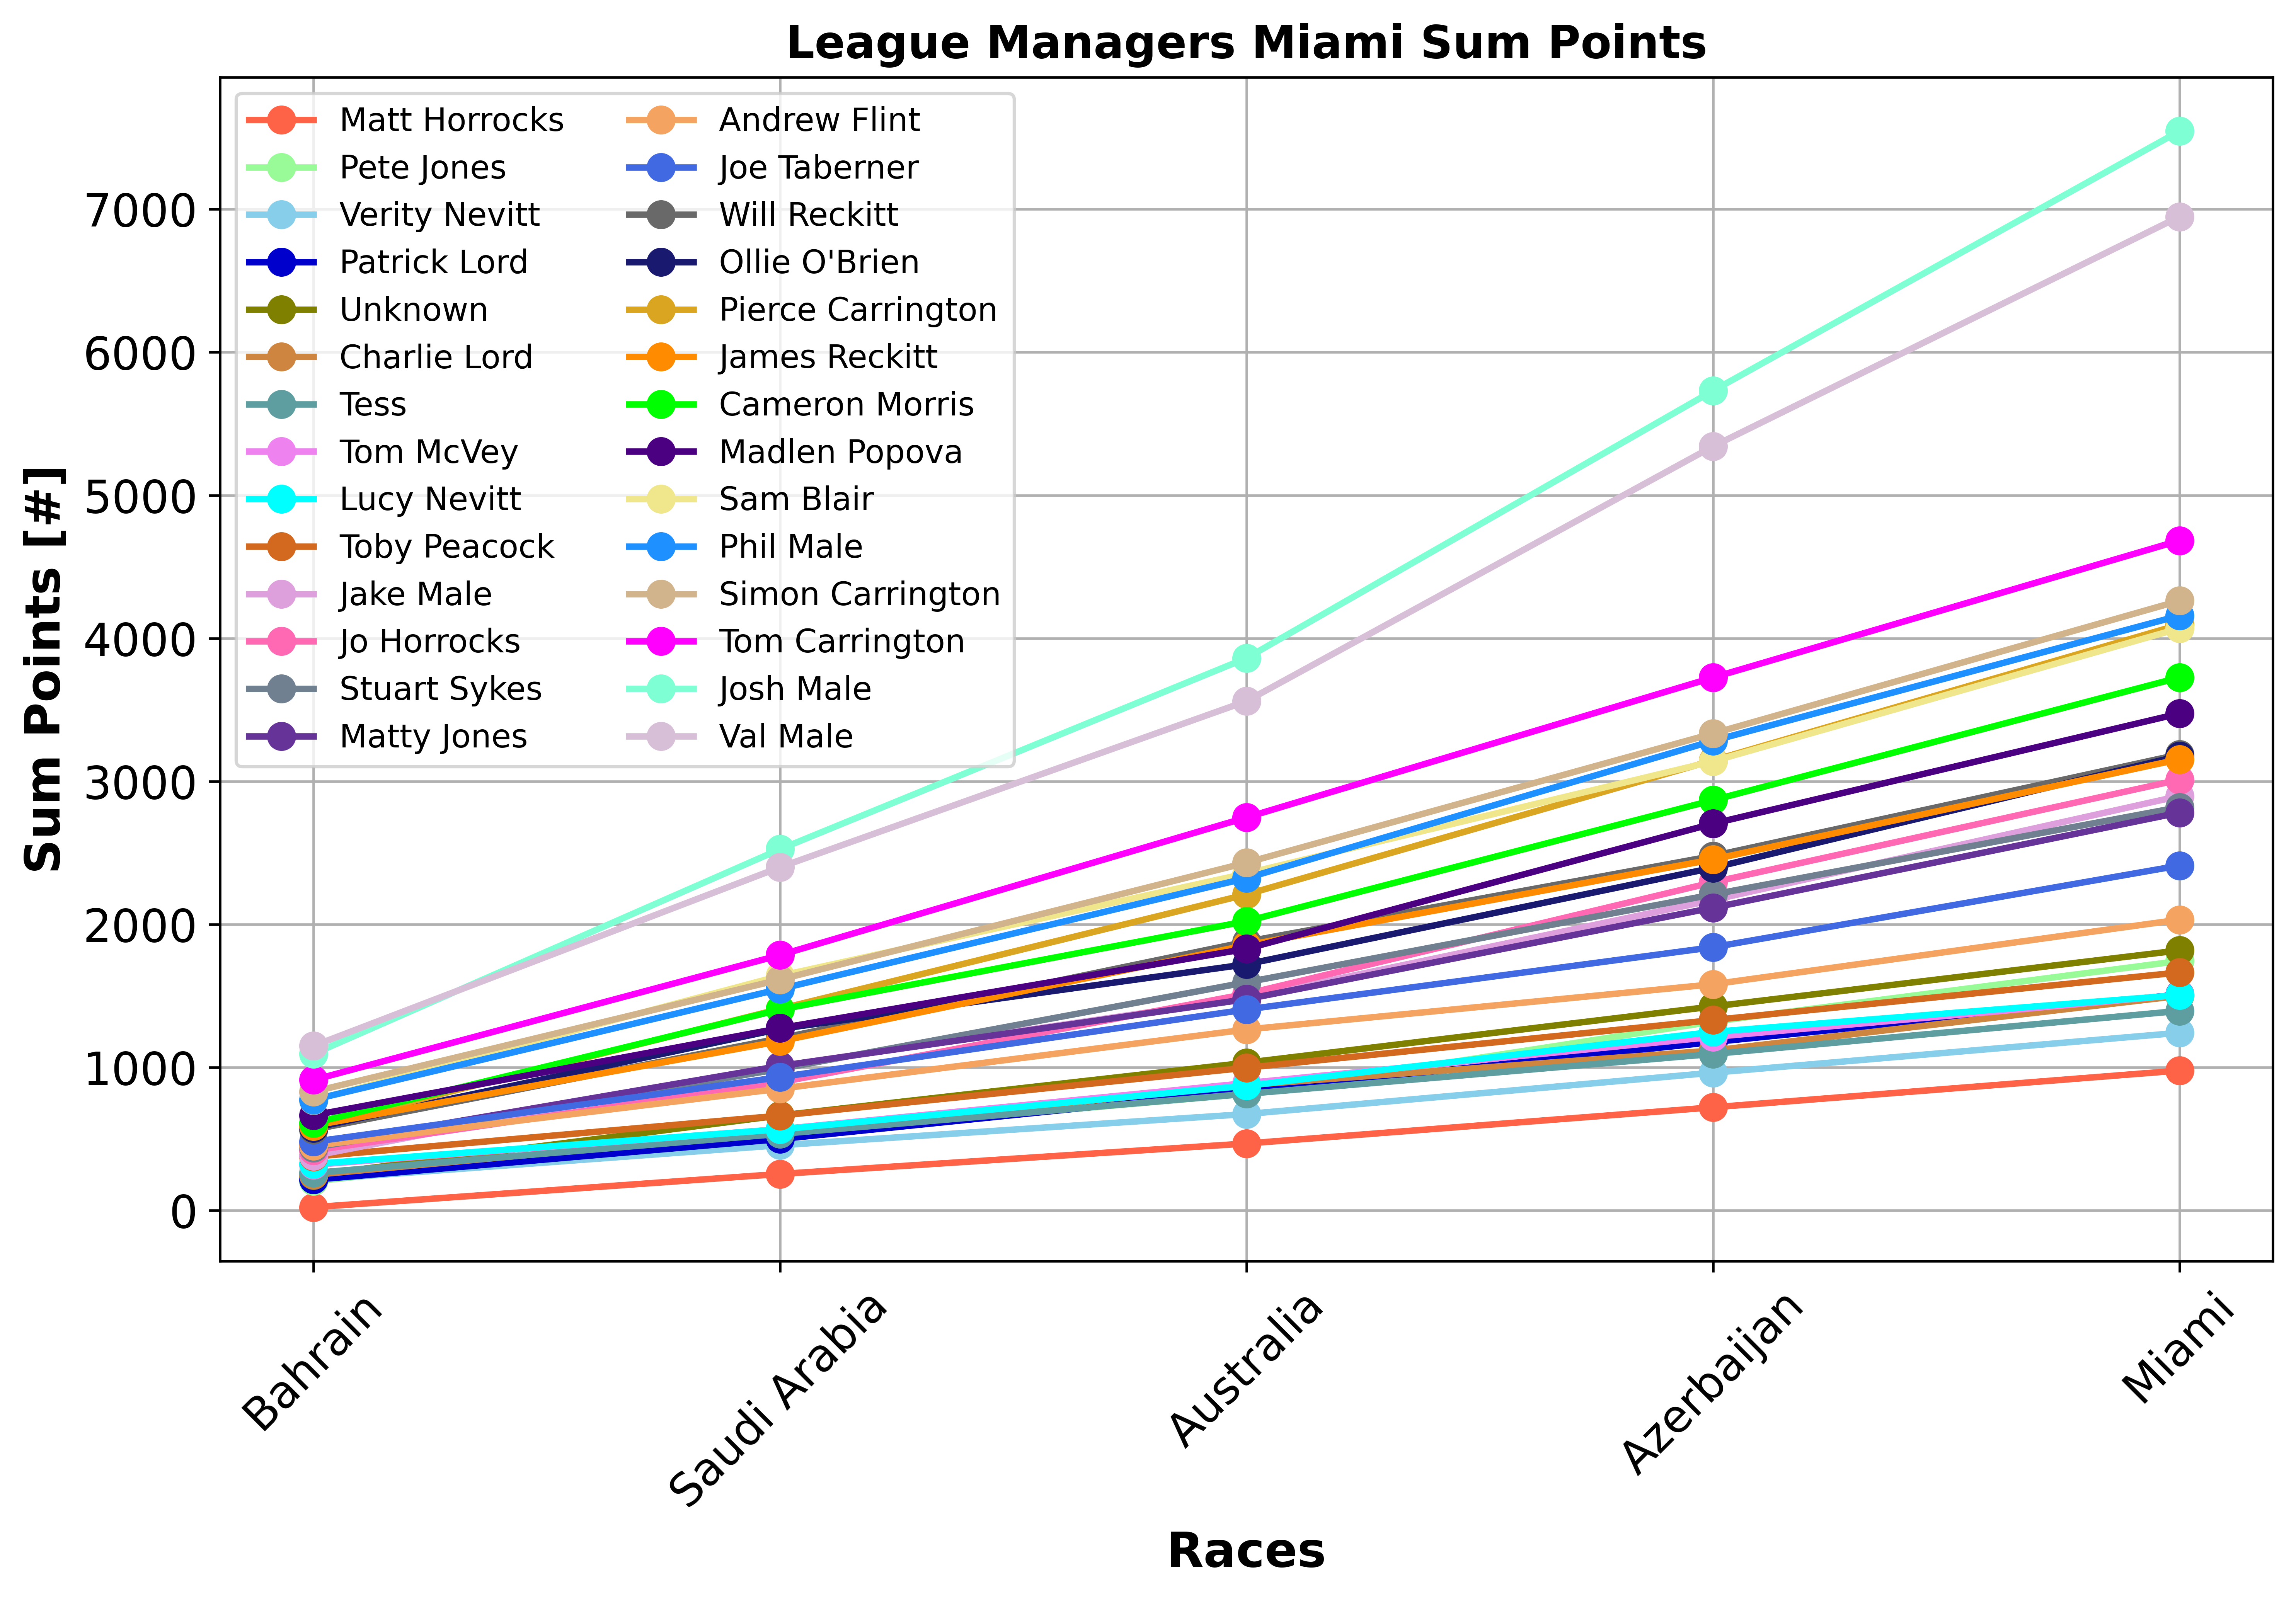 League Managers Miami Sum Points
Sum Points [#]
7000
6000
5000
4000
3000
2000
1000
0
Matt Horrocks
Pete Jones
Verity Nevitt
Patrick Lord
Unknown
Charlie Lord
Tess
Tom McVey
Lucy Nevitt
Toby Peacock
Jake Male
Jo Horrocks
Stuart Sykes
Matty Jones
Andrew Flint
Joe Taberner
Will Reckitt
Ollie O'Brien
Pierce Carrington
James Reckitt
Cameron Morris
Madlen Popova
Sam Blair
Phil Male
Simon Carrington
Tom Carrington
Josh Male
Val Male
Bahrain
Saudi Arabia
Australia
Azerbaijan
Miami
Races